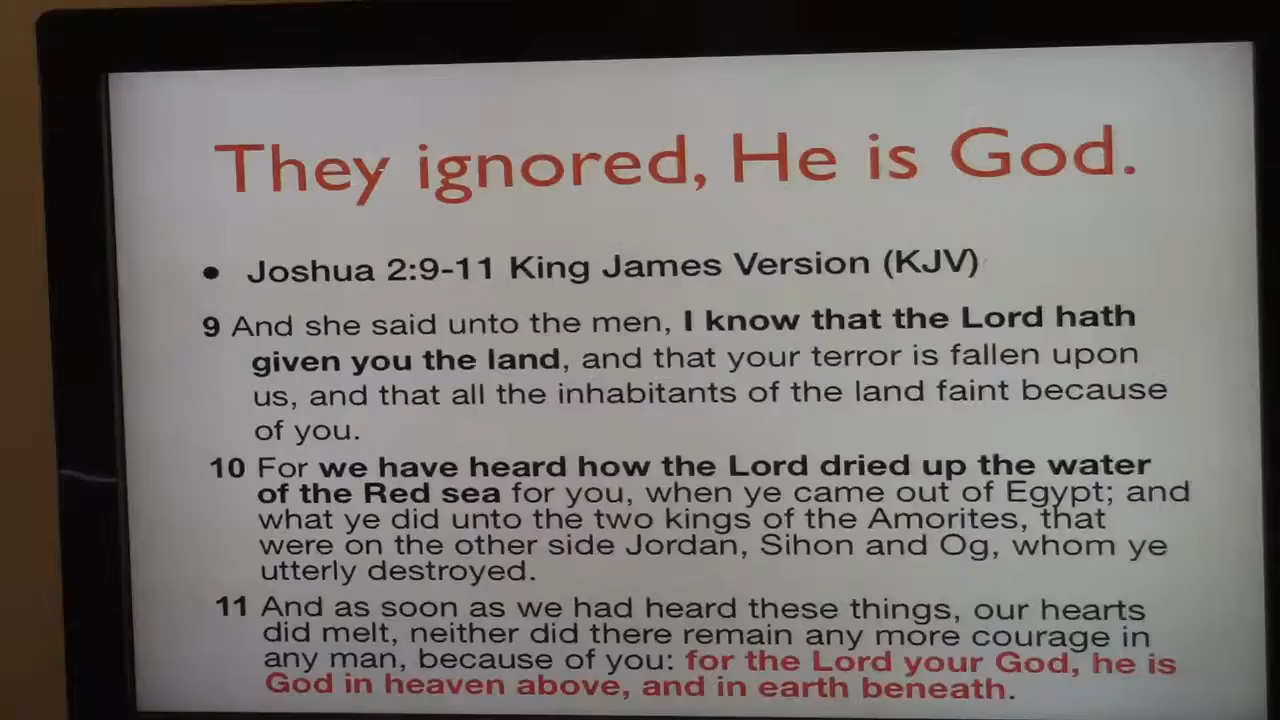 They ignored, He is God.
• Joshua 2:9-11 King James Version (KJV)
9 And she said unto the men, I know that the Lord hath
given you the land, and that your terror is fallen upon
us, and that all the inhabitants of the land faint because
of you.
10 For we have heard how the Lord dried up the water
of the Red sea for you, when ye came out of Egypt; and
what ye did unto the two kings of the Amorites, that
were on the other side Jordan, Sihon and Og, whom ye
utterly destroyed.
11 And as soon as we had heard these things, our hearts
did melt, neither did there remain any more courage in
any man, because of you: for the Lord your God, he is
God in heaven above, and in earth beneath.